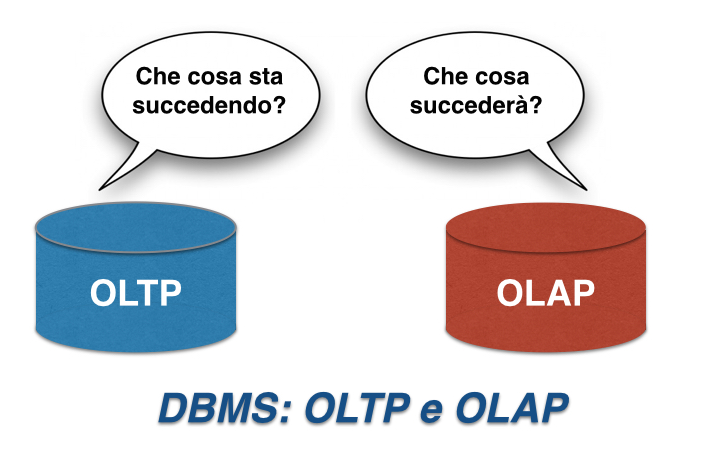 Che cosa sta
succedendo?
Che cosa
succederà?
OLTP
OLAP
DBMS: OLTP e OLAP